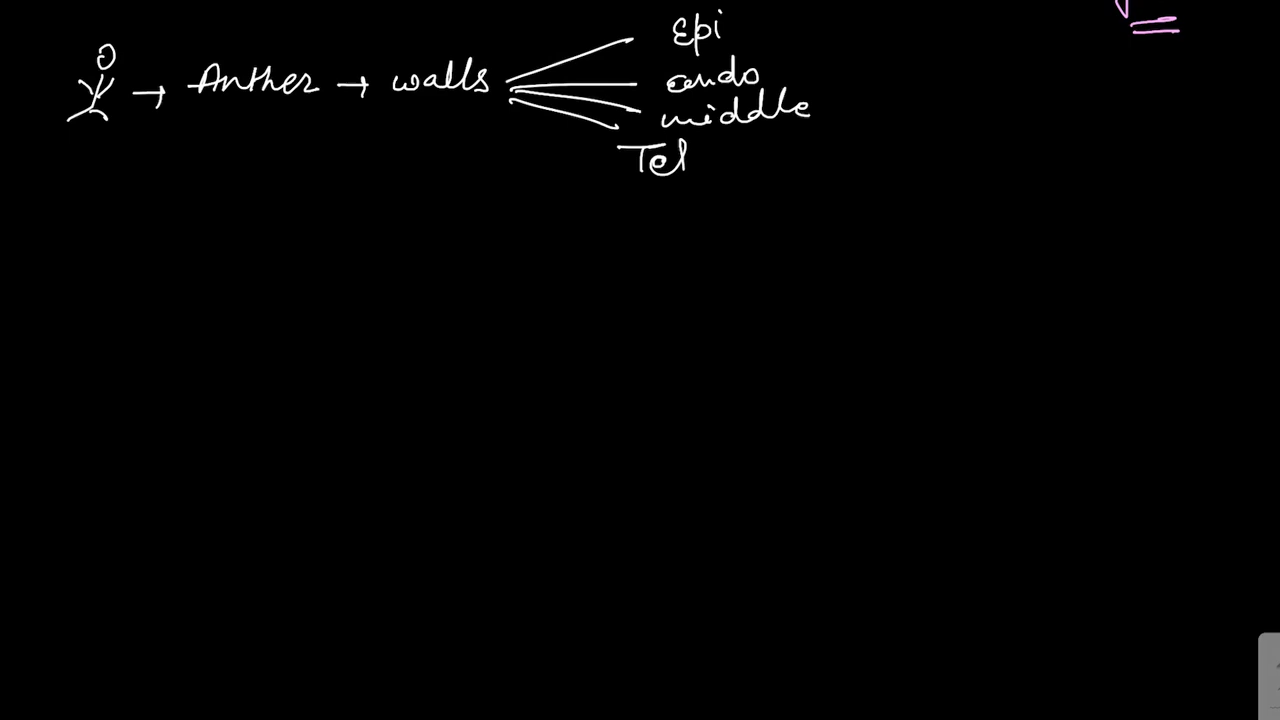 Epi
Anther → walls endo
middle
Tel